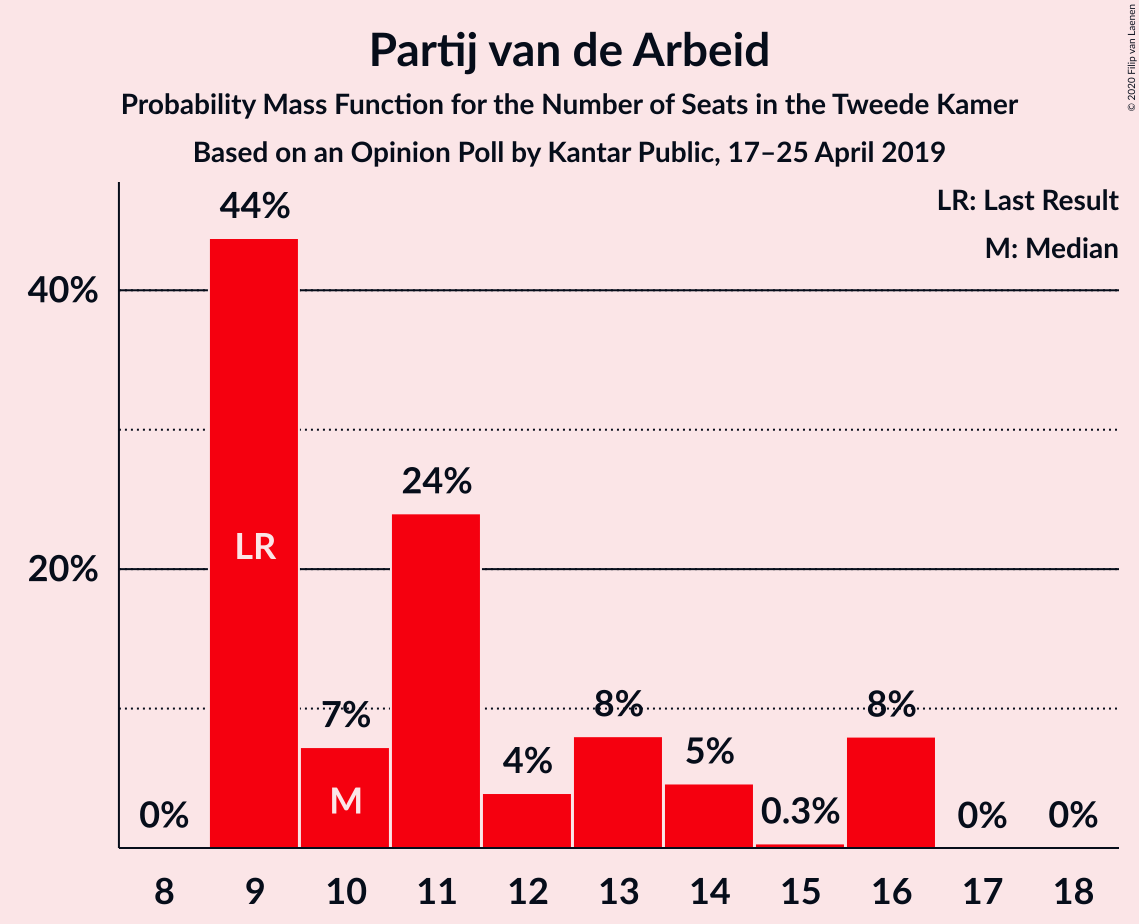 Partij van de Arbeid
Probability Mass Function for the Number of Seats in the Tweede Kamer
Based on an Opinion Poll by Kantar Public, 17–25 April 2019
© 2020 Filip van Laenen
LR: Last Result
M: Median
40%
20%
0%
44%
7%
24%
4%
8%
5%
0.3%
8%
0%
0%
LR
M
8 9 10 11 12 13 14 15 16 17 18